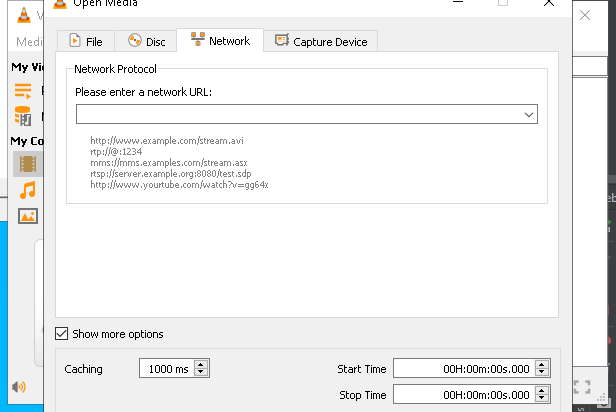 Open Media
Medi
File
Disc
Network
Capture Device
My Vi
My Co
Network Protocol
Please enter a network URL:
http://www.example.com/stream.avi
rtp://@:1234
mms://mms.examples.com/stream.asx
rtsp://server.example.org:8080/test.sdp
http://www.yourtube.com/watch?v=gg64x
Show more options
Caching
1000 ms
Start Time
00H:00m:00s.000
Stop Time
00H:00m:00s.000